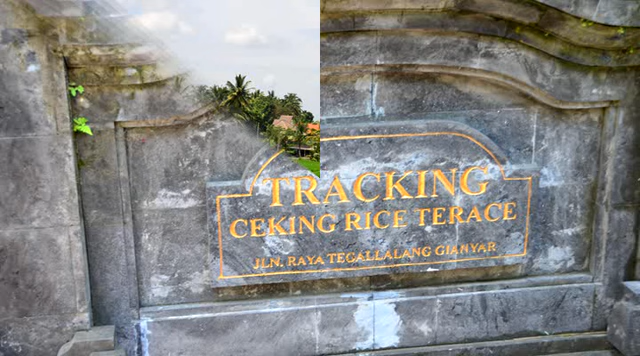 TRACKING
CEKING RICE TERACE
JLN. RAYA TEGALLALANG GIANYAR